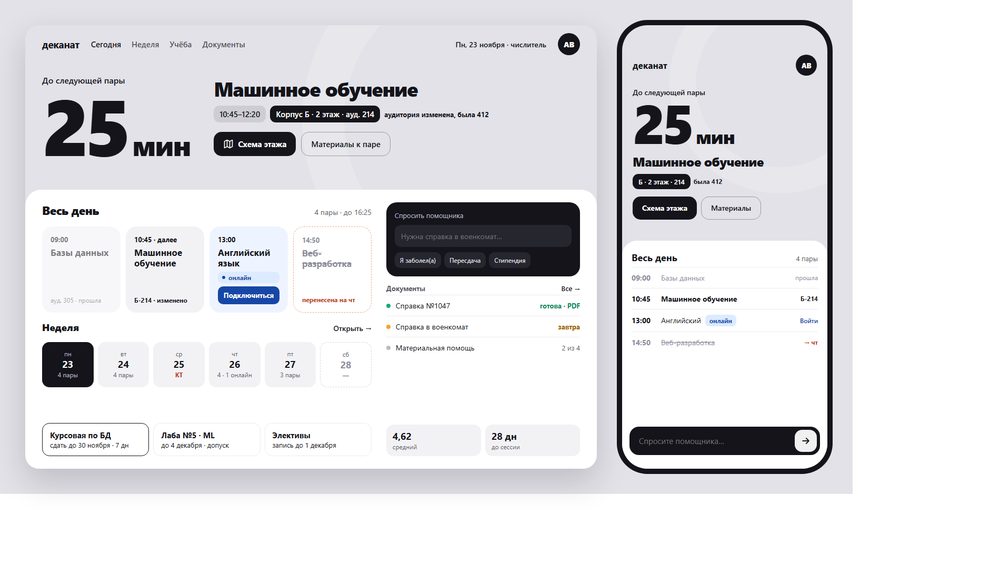 деканат Сегодня Неделя Учёба Документы Пн, 23 ноября · числитель АВ
До следующей пары
25 мин
Машинное обучение
10:45–12:20 Корпус Б · 2 этаж · ауд. 214 аудитория изменена, была 412
Схема этажа Материалы к паре
Весь день 4 пары · до 16:25
09:00
Базы данных
ауд. 305 · прошла
10:45 · далее
Машинное
обучение
Б-214 · изменено
13:00
Английский
язык
онлайн
Подключиться
14:50
Веб-
разработка
перенесена на чт
Неделя Открыть →
пн
23
4 пары
вт
24
4 пары
ср
25
КТ
чт
26
4 · 1 онлайн
пт
27
3 пары
сб
28
—
Курсовая по БД
сдать до 30 ноября · 7 дн
Лаба №5 · ML
до 4 декабря · допуск
Элективы
запись до 1 декабря
Спросить помощника
Нужна справка в военкомат…
Я заболел(а) Пересдача Стипендия
Документы Все →
Справка №1047 готова · PDF
Справка в военкомат завтра
Материальная помощь 2 из 4
4,62
средний
28 дн
до сессии
деканат АВ
До следующей пары
25 мин
Машинное обучение
Б · 2 этаж · 214 была 412
Схема этажа Материалы
Весь день 4 пары
09:00 Базы данных прошла
10:45 Машинное обучение Б-214
13:00 Английский онлайн Войти
14:50 Веб-разработка → чт
Спросите помощника…